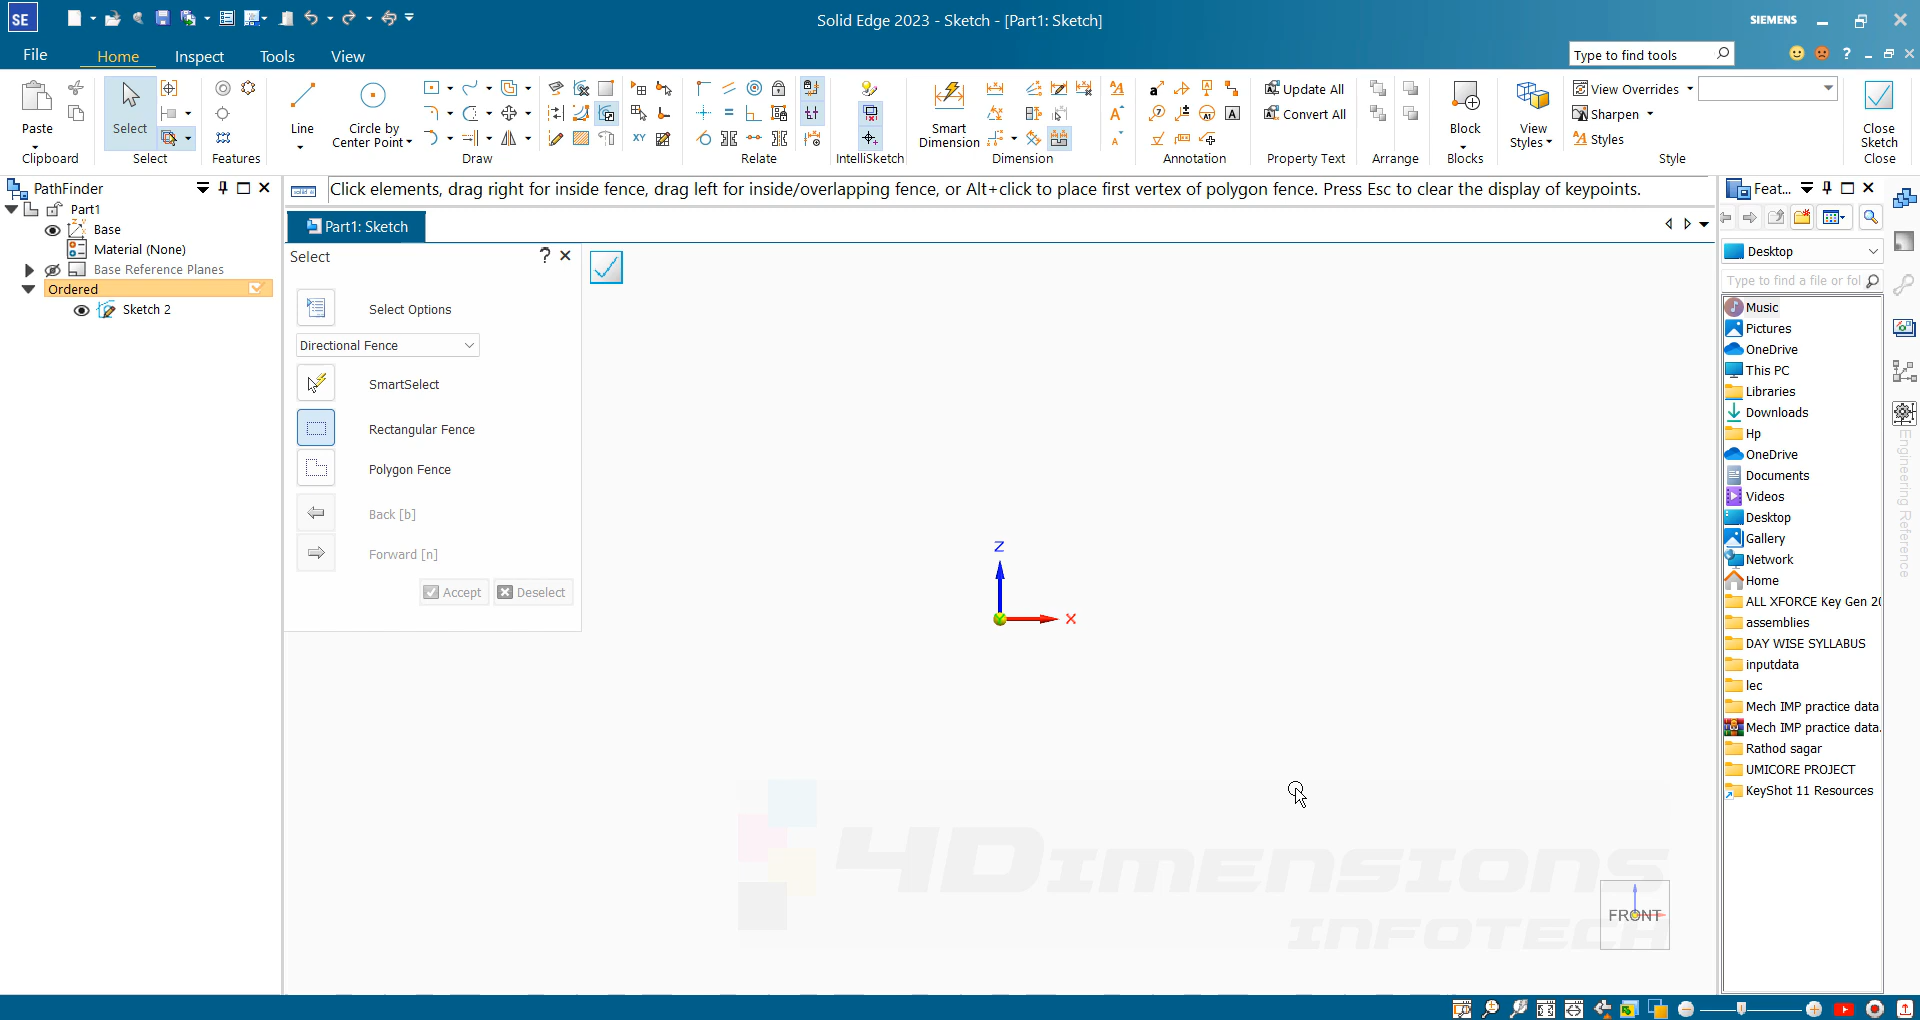 SE
Solid Edge 2023 - Sketch - [Part1: Sketch]
SIEMENS
File Home Inspect Tools View
Type to find tools
Paste
Clipboard
Select
Select
Features
Line
Circle by
Center Point
Draw
XY
Relate
IntelliSketch
Smart
Dimension
Dimension
Annotation
Update All
Convert All
Property Text
Arrange
Block
Blocks
View
Styles
View Overrides
Sharpen
Styles
Style
Close
Sketch
Close
PathFinder
Part1
Base
Material (None)
Base Reference Planes
Ordered
Sketch 2
Click elements, drag right for inside fence, drag left for inside/overlapping fence, or Alt+click to place first vertex of polygon fence. Press Esc to clear the display of keypoints.
Part1: Sketch
Select
Select Options
Directional Fence
SmartSelect
Rectangular Fence
Polygon Fence
Back [b]
Forward [n]
Accept Deselect
Z
X
4DIMENSIONS
INFOTECH
FRONT
Feat...
Desktop
Type to find a file or fol
Music
Pictures
OneDrive
This PC
Libraries
Downloads
Hp
OneDrive
Documents
Videos
Desktop
Gallery
Network
Home
ALL XFORCE Key Gen 20
assemblies
DAY WISE SYLLABUS
inputdata
lec
Mech IMP practice data
Mech IMP practice data.
Rathod sagar
UMICORE PROJECT
KeyShot 11 Resources
Engineering Reference